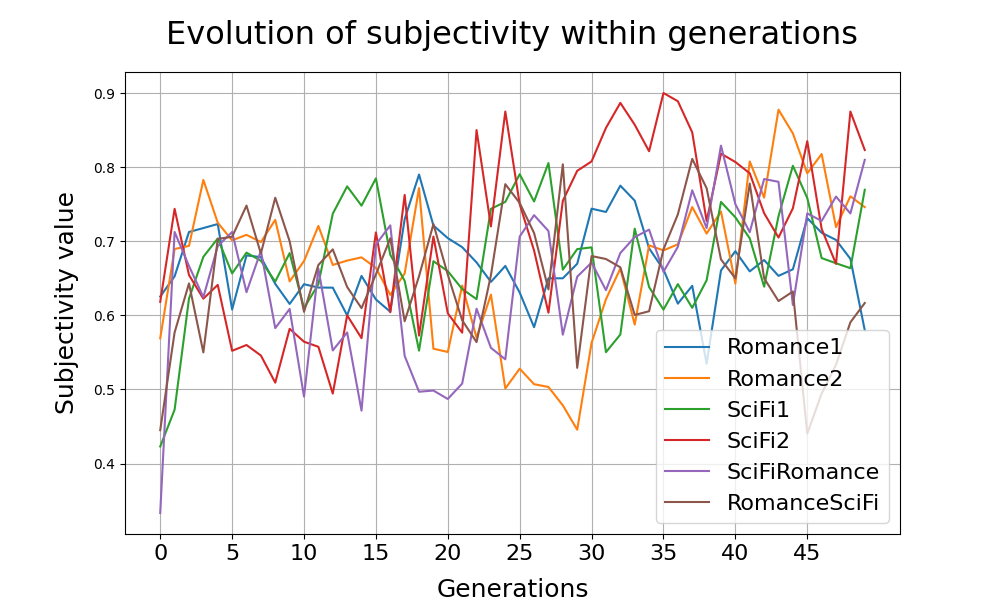 Evolution of subjectivity within generations
Subjectivity value
0.9
0.8
0.7
0.6
0.5
0.4
0 5 10 15 20 25 30 35 40 45
Generations
Romance1
Romance2
SciFi1
SciFi2
SciFiRomance
RomanceSciFi